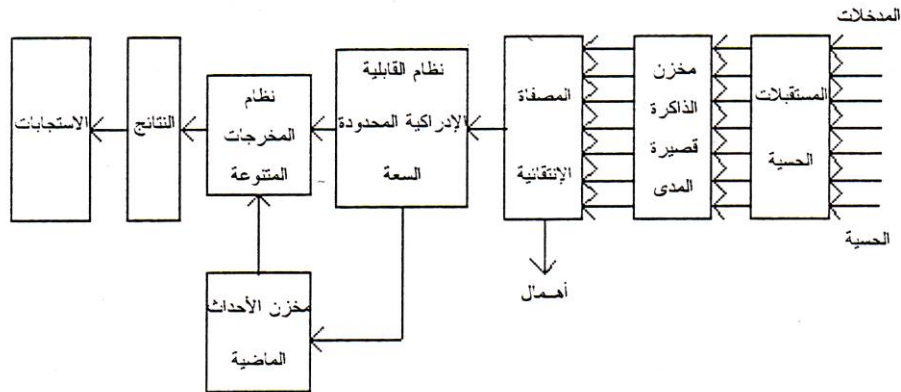 المدخلات
الحسية
المستقبلات
الحسية
مخزن
الذاكرة
قصيرة
المدى
المصفاة
الإنتقائية
أهـمال
نظام القابلية
الإدراكية المحدودة
السعة
نظام
المخرجات
المتنوعة
النتائج
الاستجابات
مخزن الأحداث
الماضية